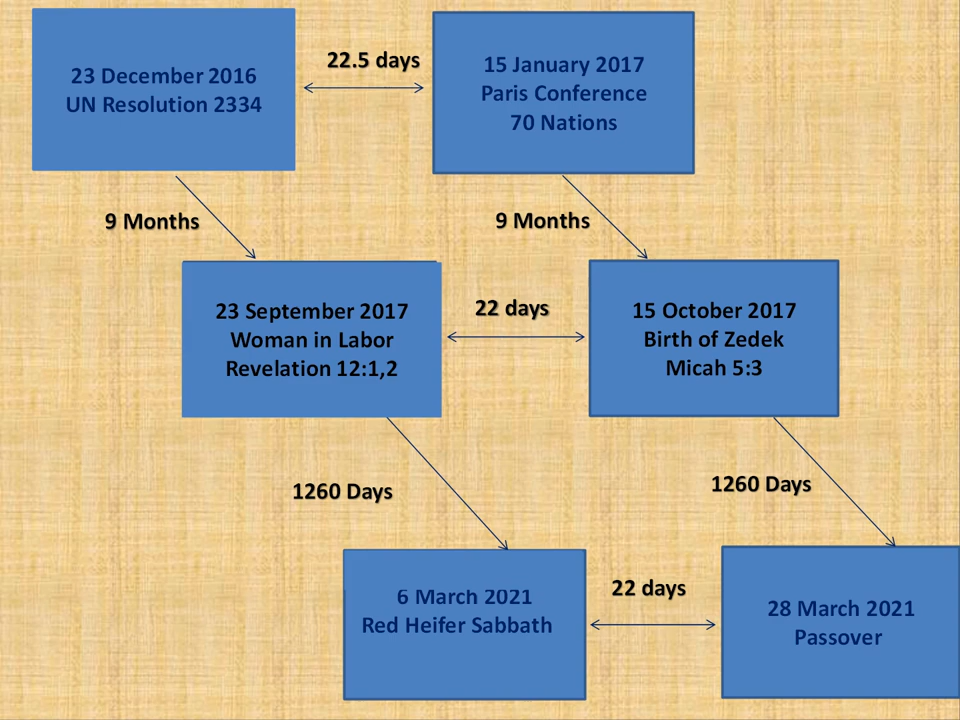 23 December 2016
UN Resolution 2334
22.5 days
15 January 2017
Paris Conference
70 Nations
9 Months
9 Months
23 September 2017
Woman in Labor
Revelation 12:1,2
22 days
15 October 2017
Birth of Zedek
Micah 5:3
1260 Days
1260 Days
6 March 2021
Red Heifer Sabbath
22 days
28 March 2021
Passover